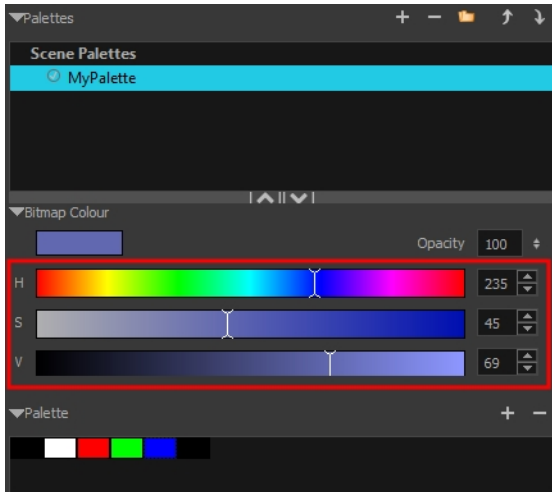 Palettes
Scene Palettes
MyPalette
Bitmap Colour
Opacity 100
H 235
S 45
V 69
Palette